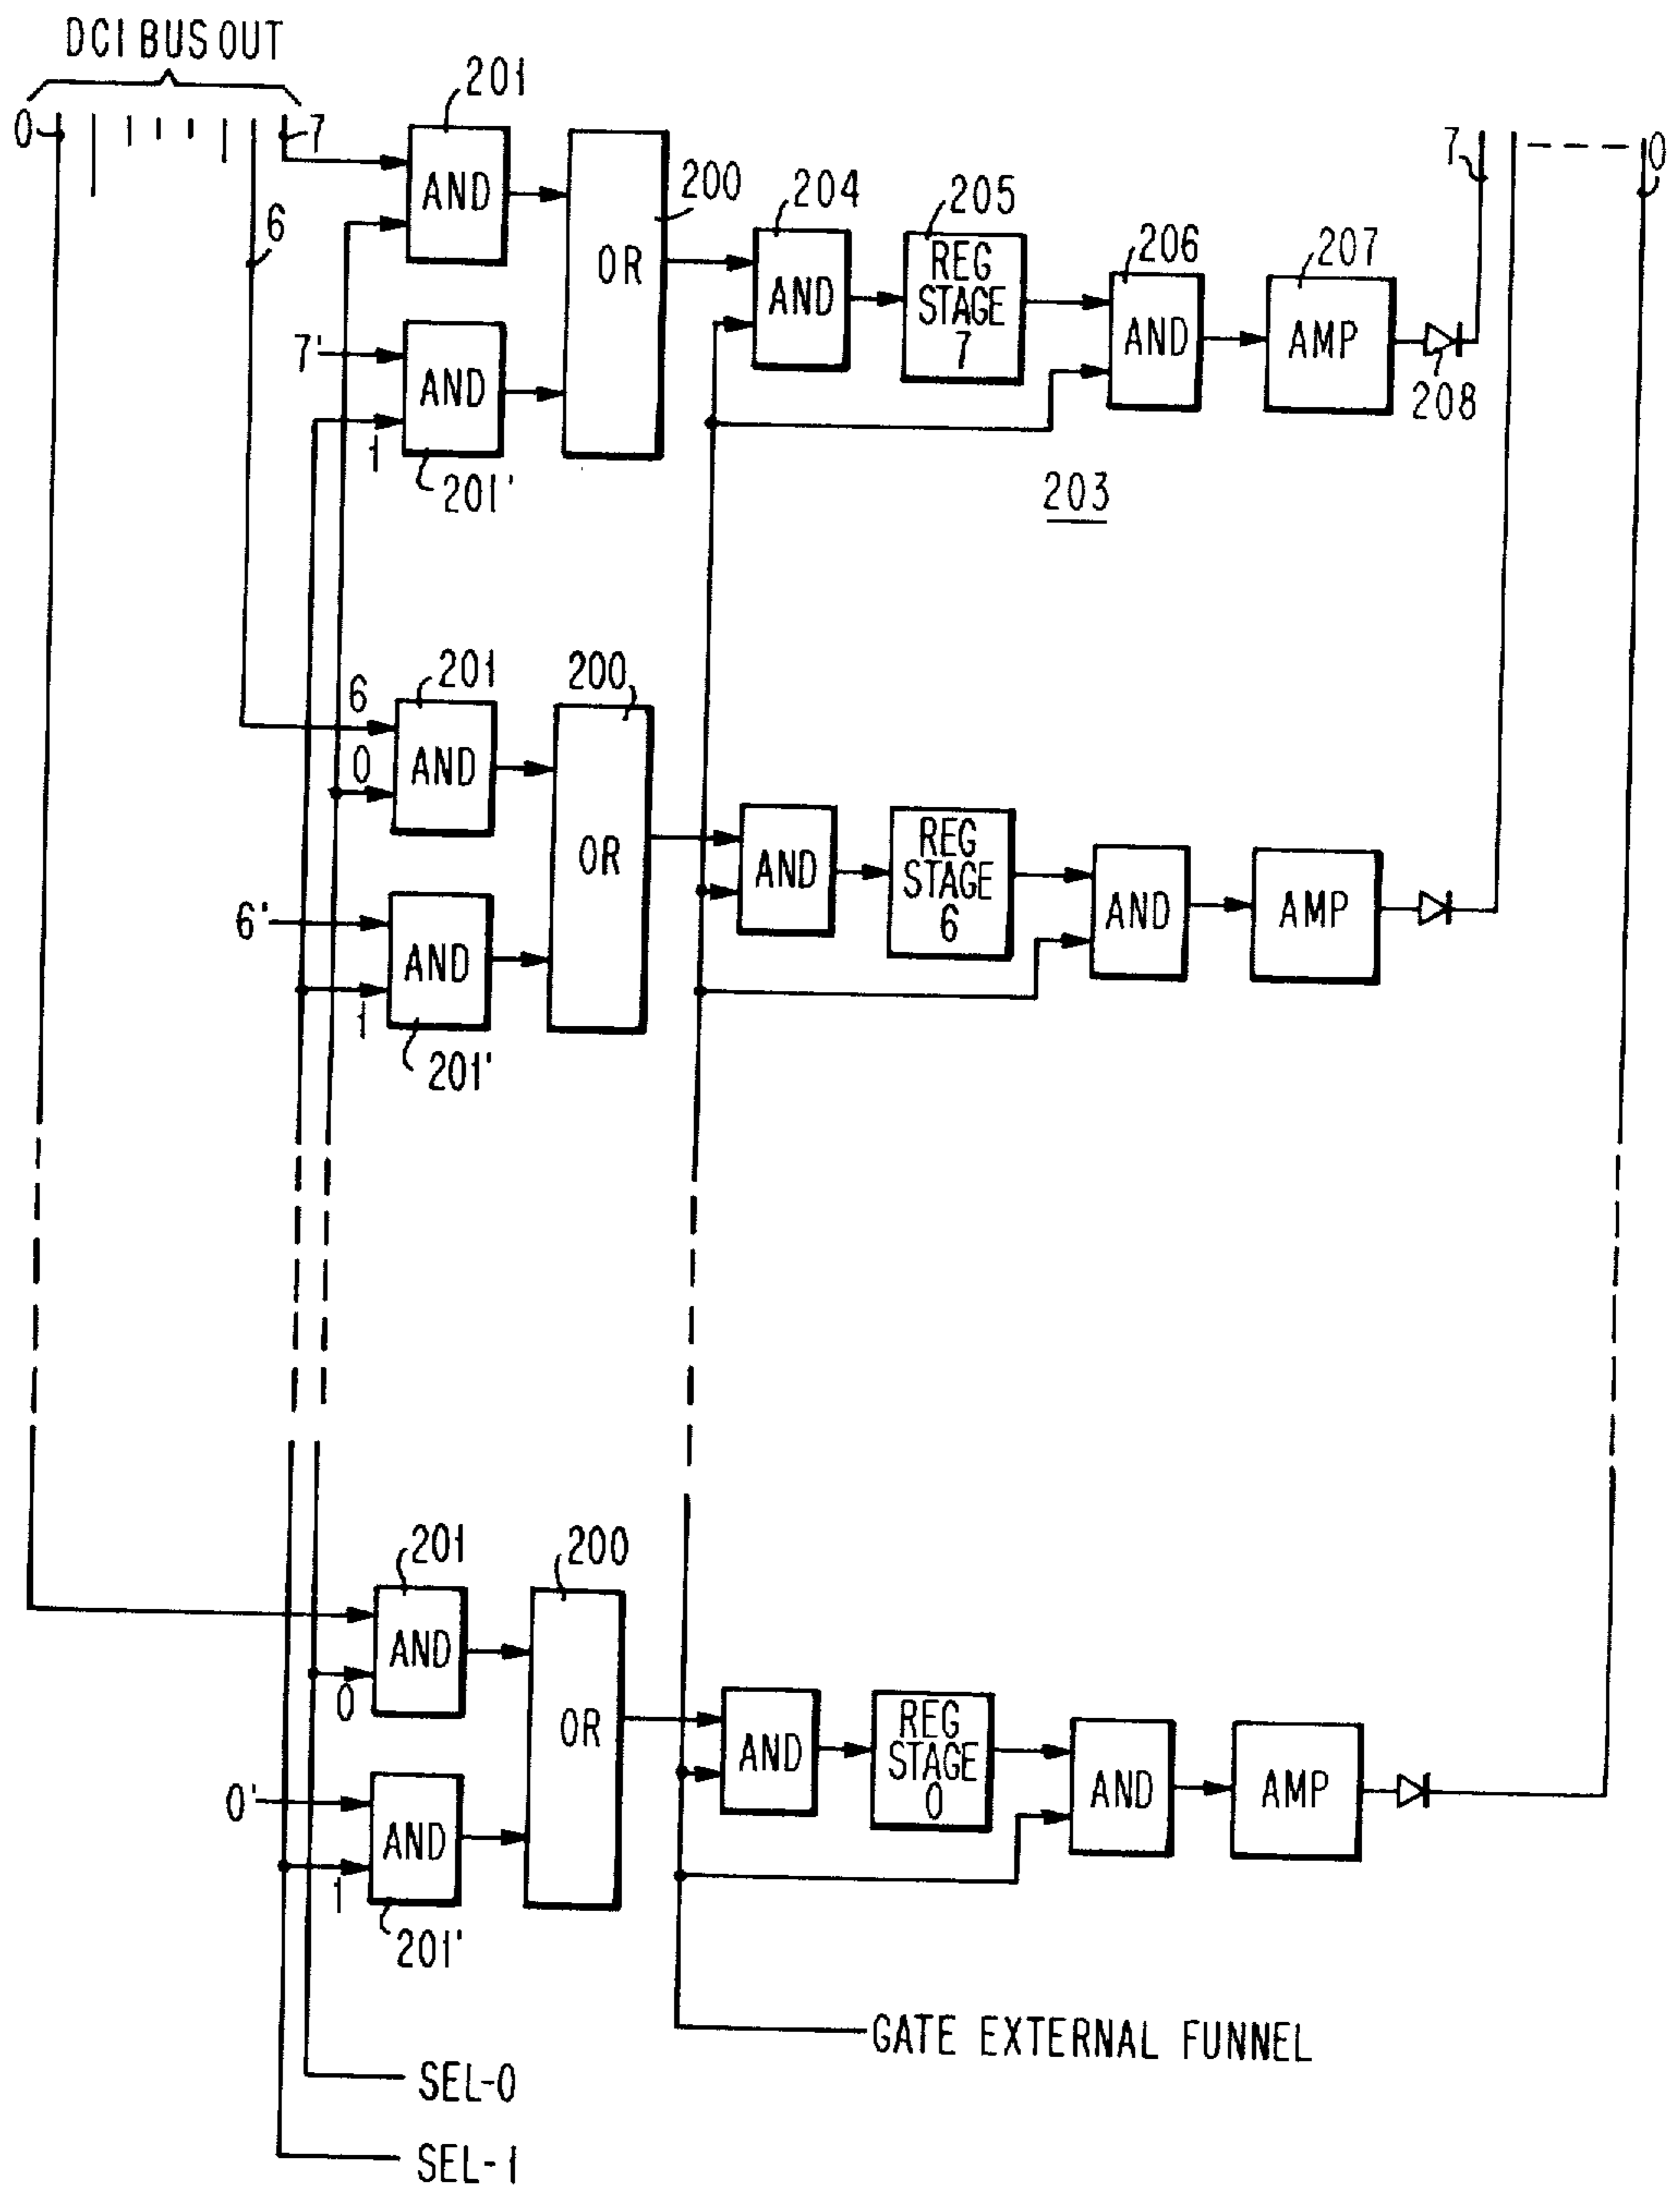 DCI BUS OUT
0
7
6
201
AND
7'
AND
1
201'
OR
200
204
AND
205
REG
STAGE
7
206
AND
207
AMP
208
7
0
203
201
6
0
AND
6'
AND
1
201'
200
OR
AND
REG
STAGE
6
AND
AMP
201
AND
0
0'
AND
1
201'
200
OR
AND
REG
STAGE
0
AND
AMP
GATE EXTERNAL FUNNEL
SEL-0
SEL-1